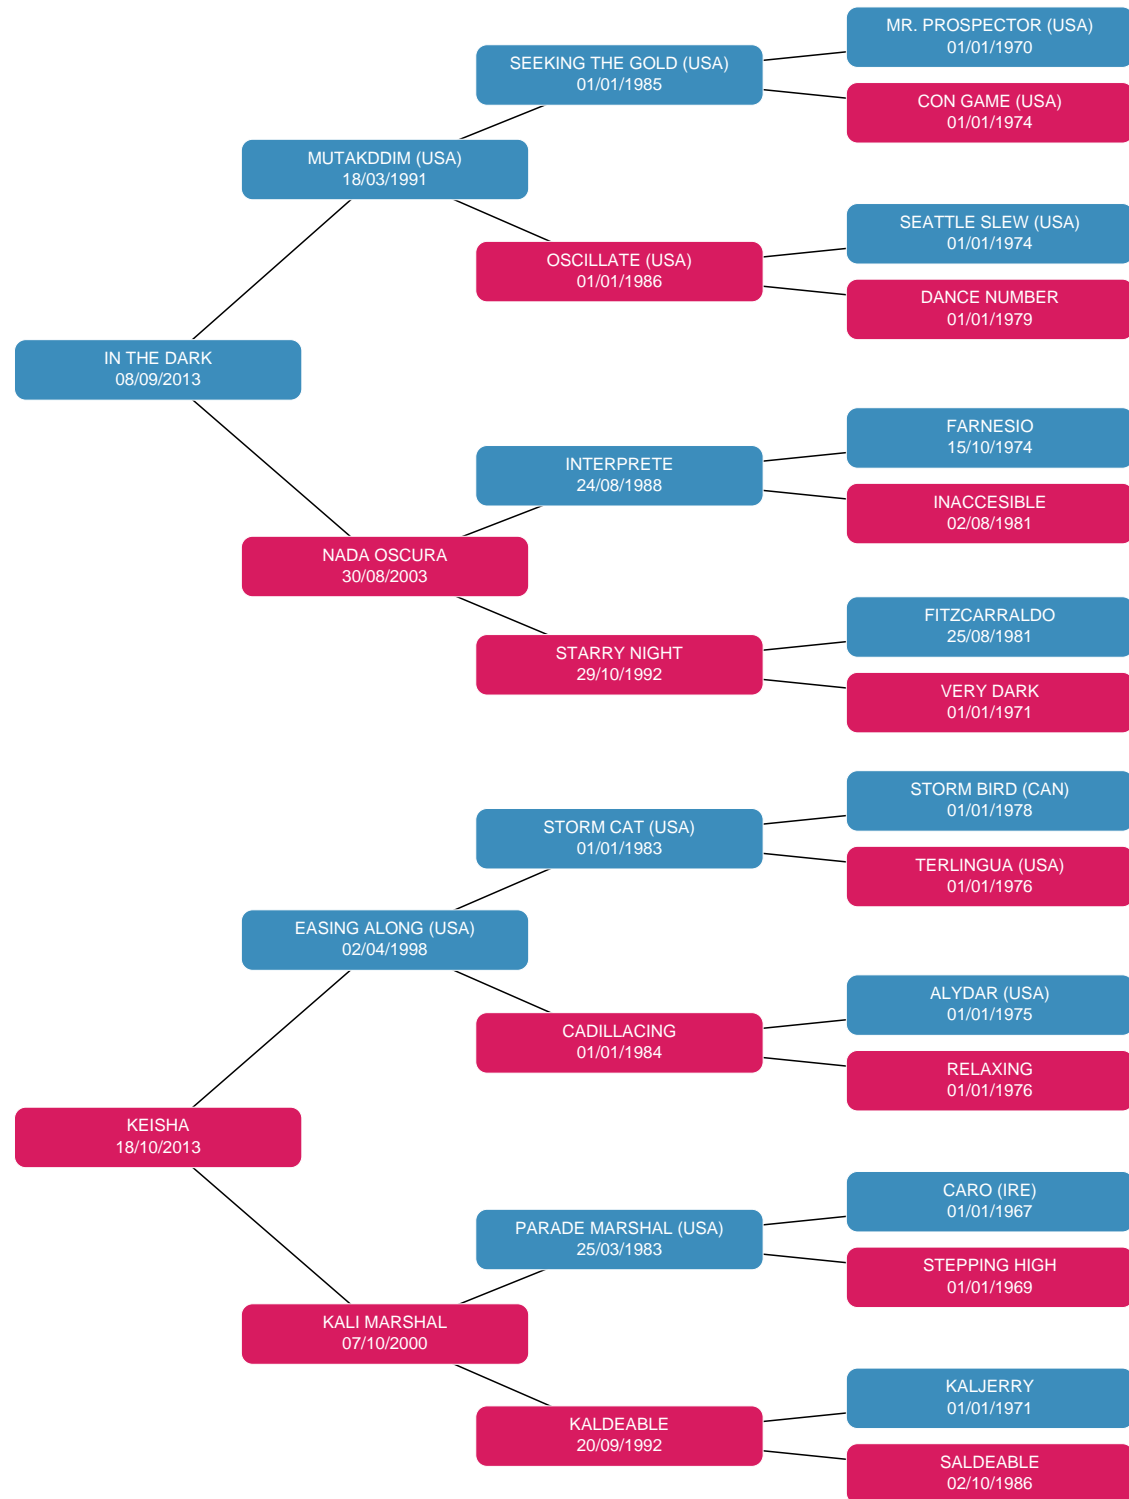 MR. PROSPECTOR (USA)
01/01/1970
SEEKING THE GOLD (USA)
01/01/1985
CON GAME (USA)
01/01/1974
MUTAKDDIM (USA)
18/03/1991
SEATTLE SLEW (USA)
01/01/1974
OSCILLATE (USA)
01/01/1986
DANCE NUMBER
01/01/1979
IN THE DARK
08/09/2013
FARNESIO
15/10/1974
INTERPRETE
24/08/1988
INACCESIBLE
02/08/1981
NADA OSCURA
30/08/2003
FITZCARRALDO
25/08/1981
STARRY NIGHT
29/10/1992
VERY DARK
01/01/1971
STORM BIRD (CAN)
01/01/1978
STORM CAT (USA)
01/01/1983
TERLINGUA (USA)
01/01/1976
EASING ALONG (USA)
02/04/1998
ALYDAR (USA)
01/01/1975
CADILLACING
01/01/1984
RELAXING
01/01/1976
KEISHA
18/10/2013
CARO (IRE)
01/01/1967
PARADE MARSHAL (USA)
25/03/1983
STEPPING HIGH
01/01/1969
KALI MARSHAL
07/10/2000
KALJERRY
01/01/1971
KALDEABLE
20/09/1992
SALDEABLE
02/10/1986